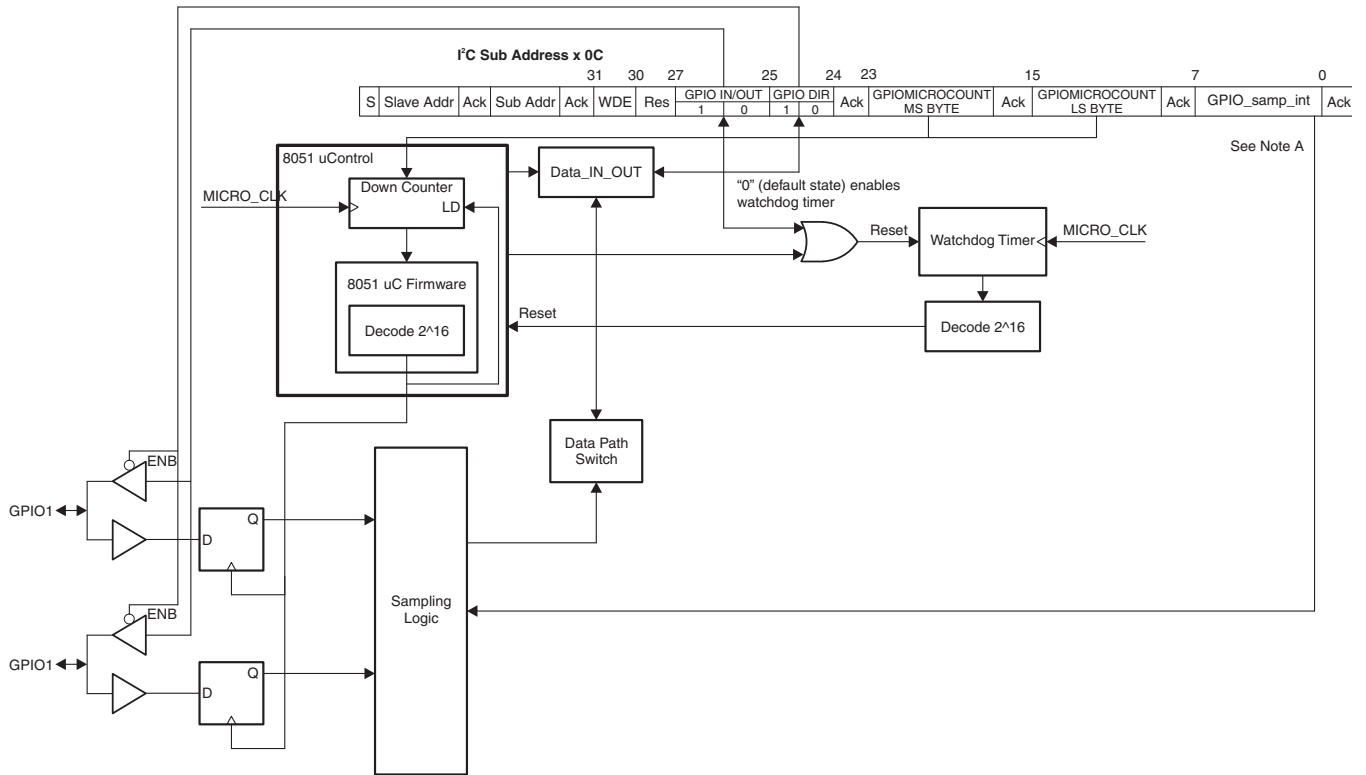 I²C Sub Address x 0C
31 30 27 25 24 23 15 7 0
S Slave Addr Ack Sub Addr Ack WDE Res GPIO IN/OUT GPIO DIR Ack GPIOMICROCOUNT Ack GPIOMICROCOUNT Ack GPIO_samp_int Ack
1 0 1 0 MS BYTE LS BYTE
See Note A
8051 uControl
MICRO_CLK
Down Counter
LD
8051 uC Firmware
Decode 2^16
Data_IN_OUT
"0" (default state) enables
watchdog timer
Reset
Watchdog Timer
MICRO_CLK
Reset
Decode 2^16
Data Path
Switch
ENB
GPIO1
D
Q
ENB
GPIO1
D
Q
Sampling
Logic